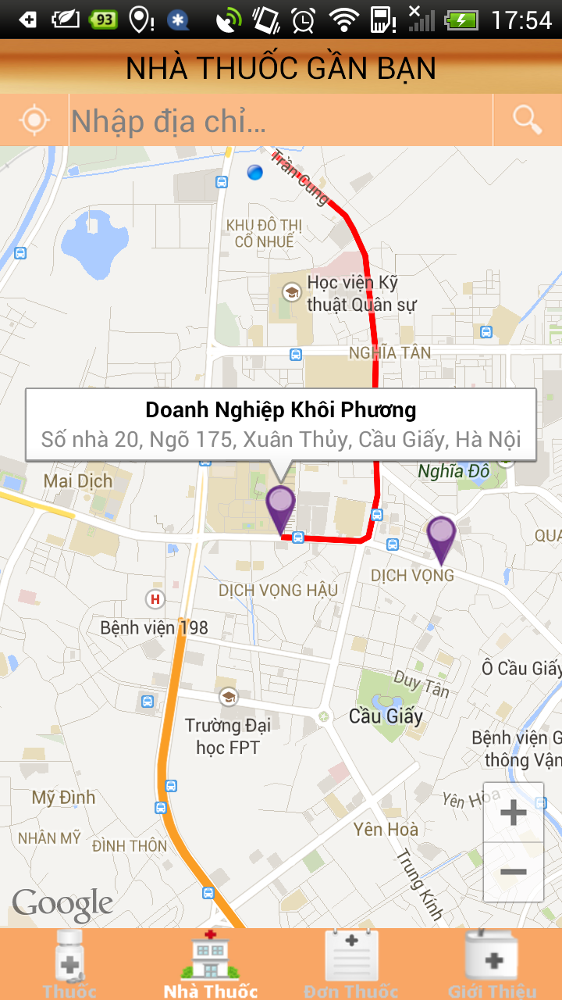 93
17:54
NHÀ THUỐC GẦN BẠN
Nhập địa chỉ...
Trần Cung
KHU ĐÔ THỊ
CỔ NHUẾ
Học viện Kỹ
thuật Quân sự
NGHĨA TÂN
Doanh Nghiệp Khôi Phương
Số nhà 20, Ngõ 175, Xuân Thủy, Cầu Giấy, Hà Nội
Nghĩa Đô
Mai Dịch
QUA
DỊCH VỌNG
DỊCH VỌNG HẬU
H
Bệnh viện 198
Ô Cầu Giấy
Duy Tân
Cầu Giấy
Trường Đại
học FPT
Bệnh viện G
thông Vận
Mỹ Đình
Yên Hòa
+
Yên Hoà
NHÂN MỸ
ĐÌNH THÔN
Trung Kính
−
Google
Thuốc
Nhà Thuốc
Đơn Thuốc
Giới Thiệu